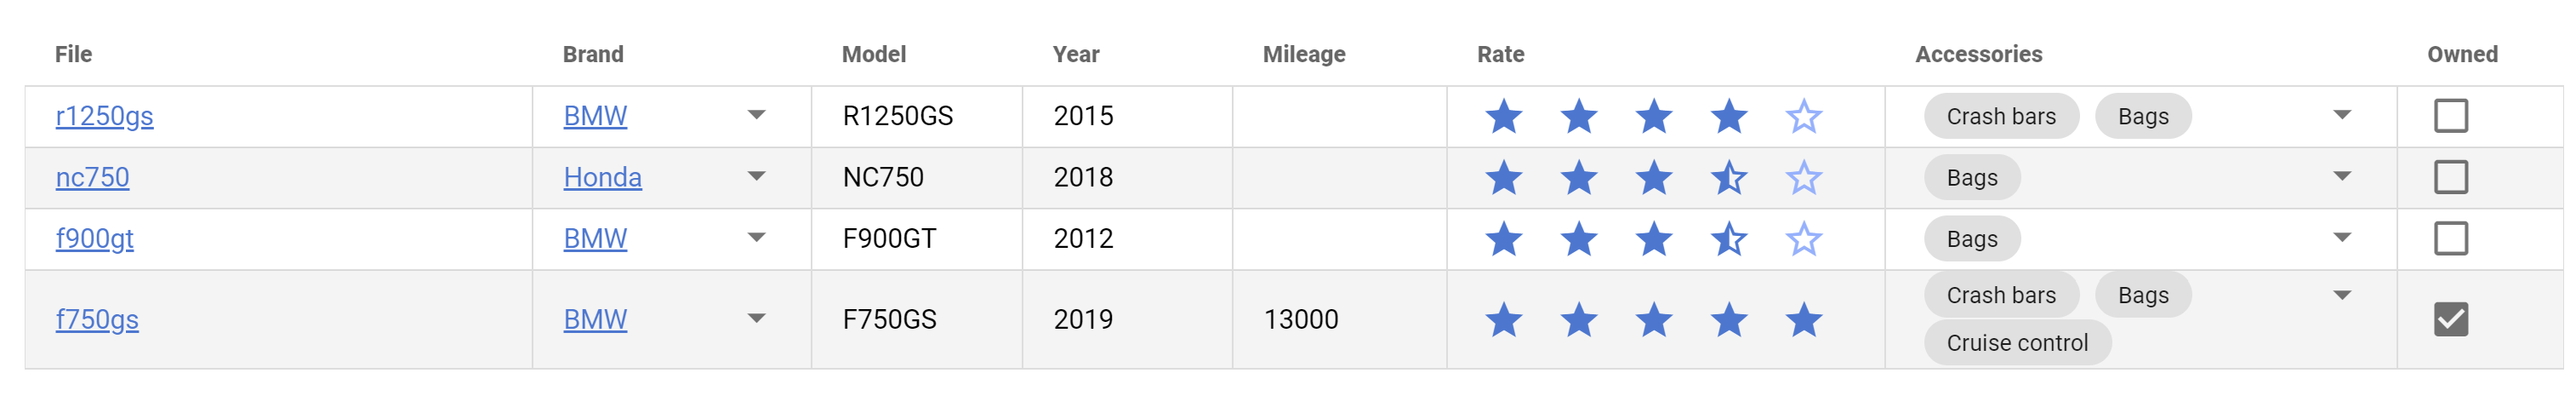 File Brand Model Year Mileage Rate Accessories Owned
r1250gs BMW R1250GS 2015 Crash bars Bags
nc750 Honda NC750 2018 Bags
f900gt BMW F900GT 2012 Bags
f750gs BMW F750GS 2019 13000 Crash bars Bags
Cruise control